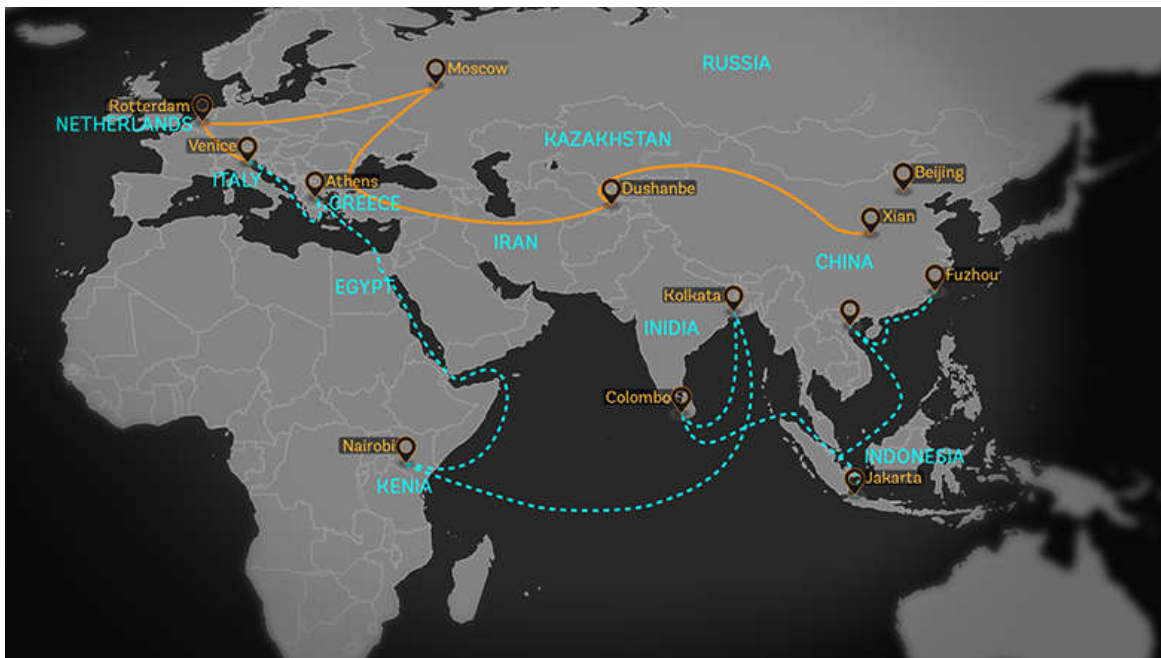 Moscow
RUSSIA
Rotterdam
NETHERLANDS
KAZAKHSTAN
Venice
ITALY
Athens
GREECE
Dushanbe
Beijing
Xian
IRAN
CHINA
EGYPT
Fuzhou
Kolkata
INIDIA
Colombo
Nairobi
KENIA
INDONESIA
Jakarta